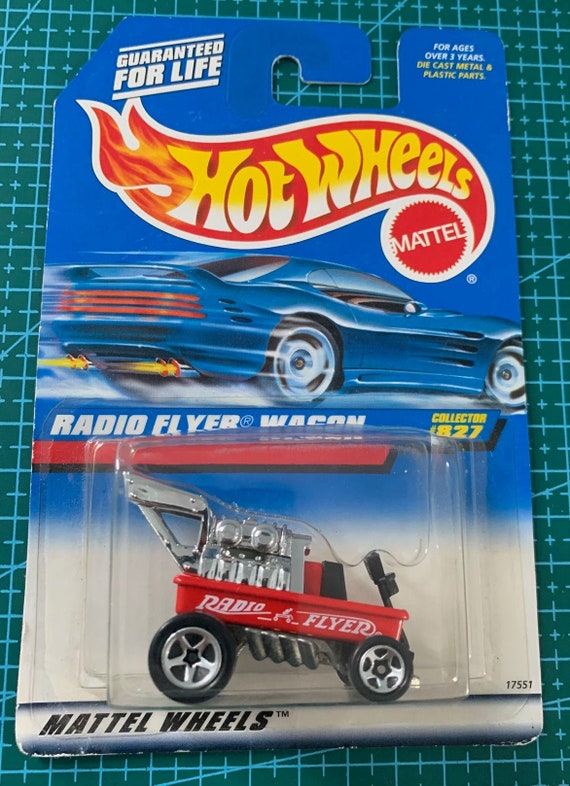 GUARANTEED
FOR LIFE
FOR AGES
OVER 3 YEARS.
DIE CAST METAL &
PLASTIC PARTS.
HOT WHEELS
MATTEL
®
RADIO FLYER® WAGON
COLLECTOR
#827
RADIO FLYER
17551
MATTEL WHEELS™